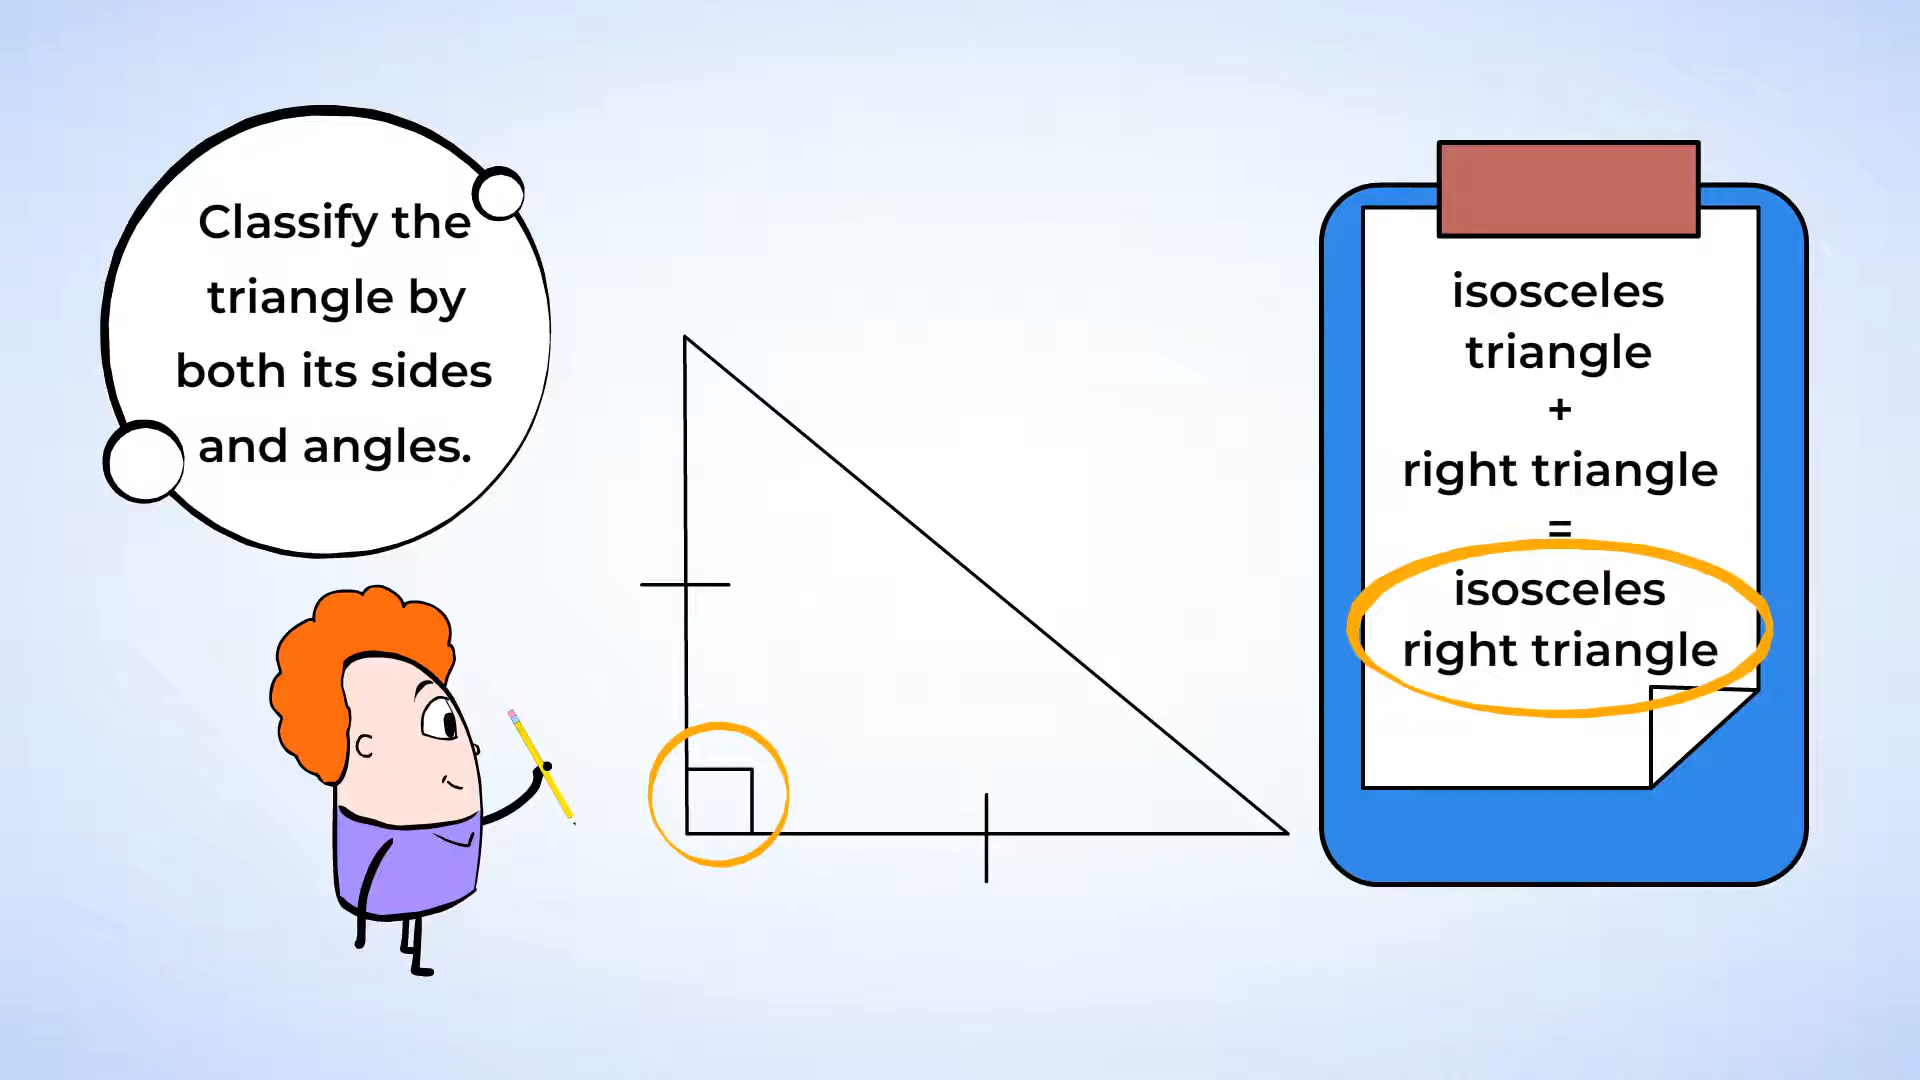 Classify the
triangle by
both its sides
and angles.
isosceles
triangle
+
right triangle
=
isosceles
right triangle